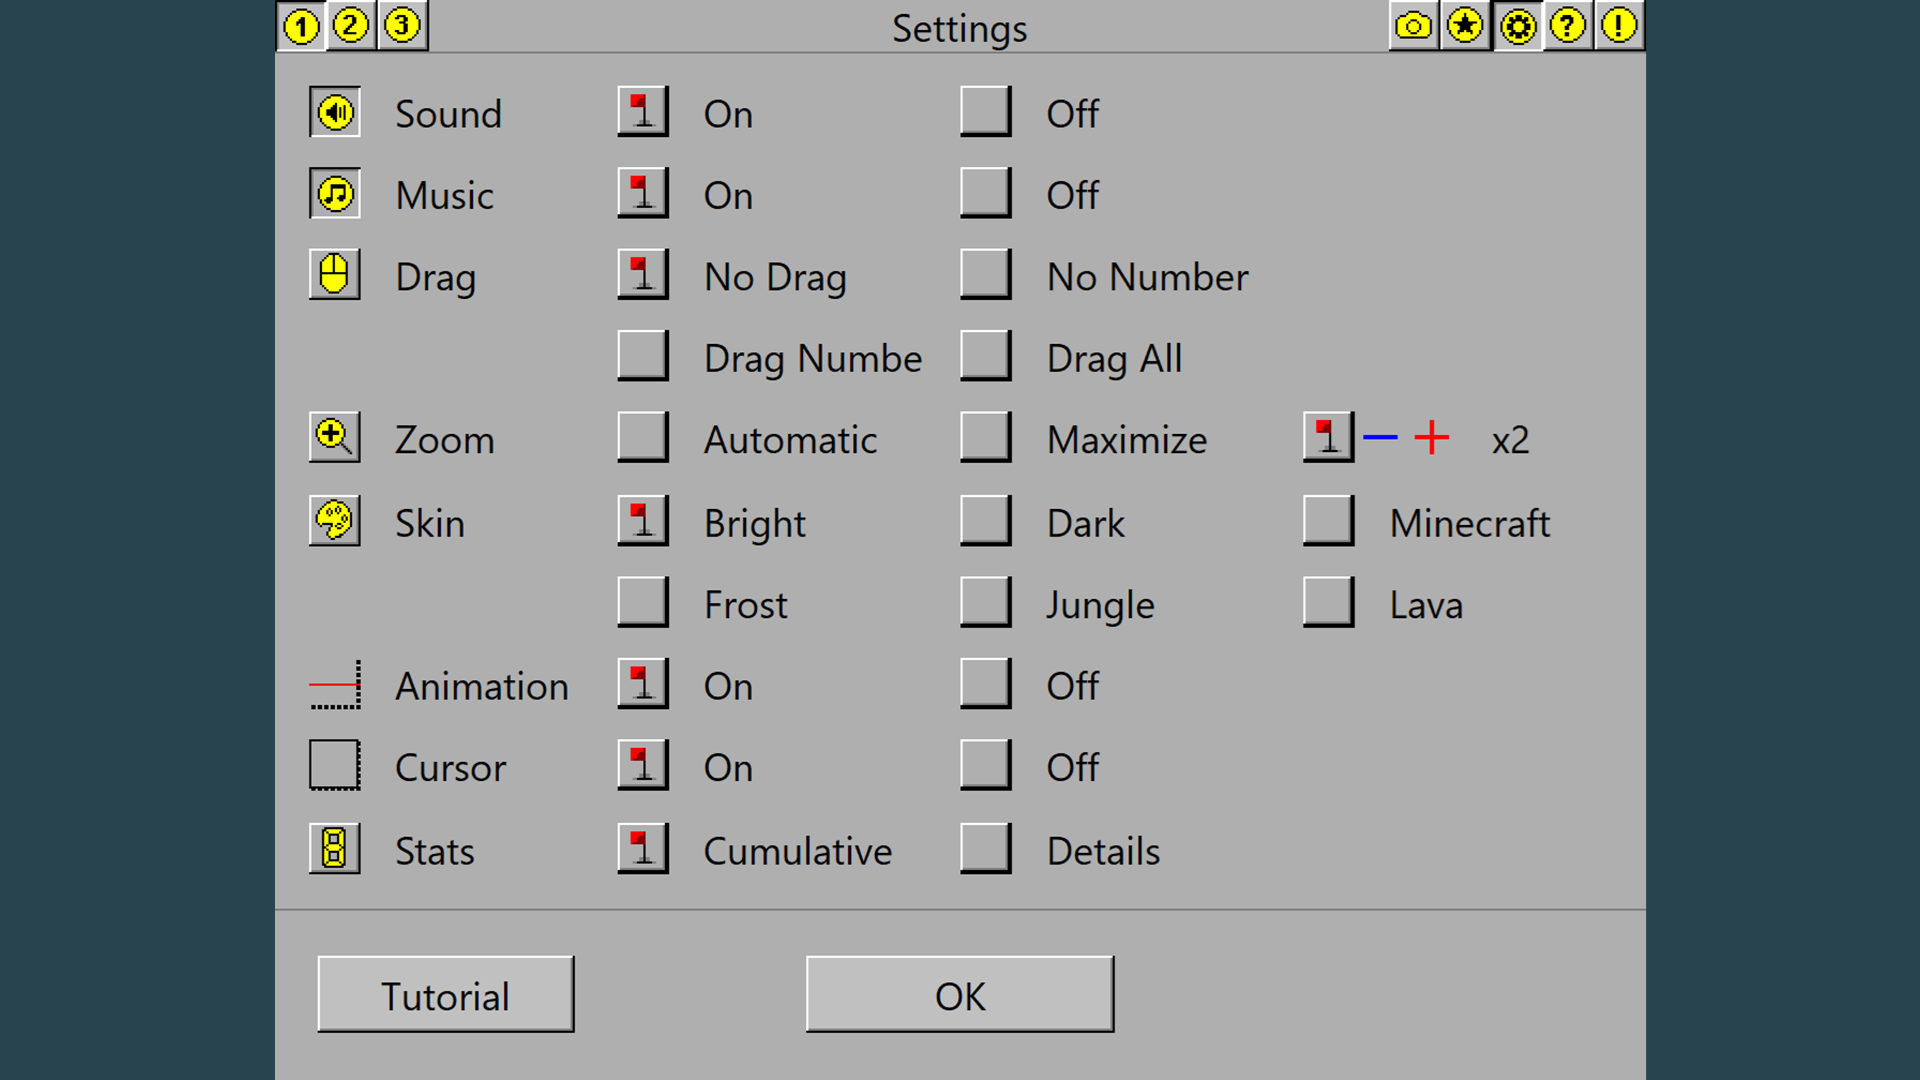 1 2 3 Settings ? !
Sound On Off
Music On Off
Drag No Drag No Number
Drag Numbe Drag All
Zoom Automatic Maximize − + x2
Skin Bright Dark Minecraft
Frost Jungle Lava
Animation On Off
Cursor On Off
8 Stats Cumulative Details
Tutorial OK